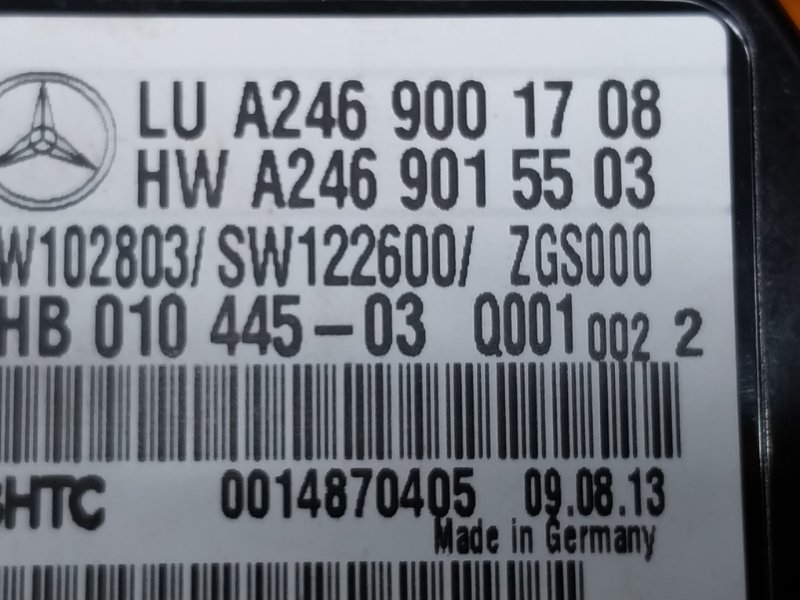 LU A246 900 17 08
HW A246 901 55 03
W102803/ SW122600/ ZGS000
HB 010 445-03 Q001 002 2
BHTC 0014870405 09.08.13
Made in Germany